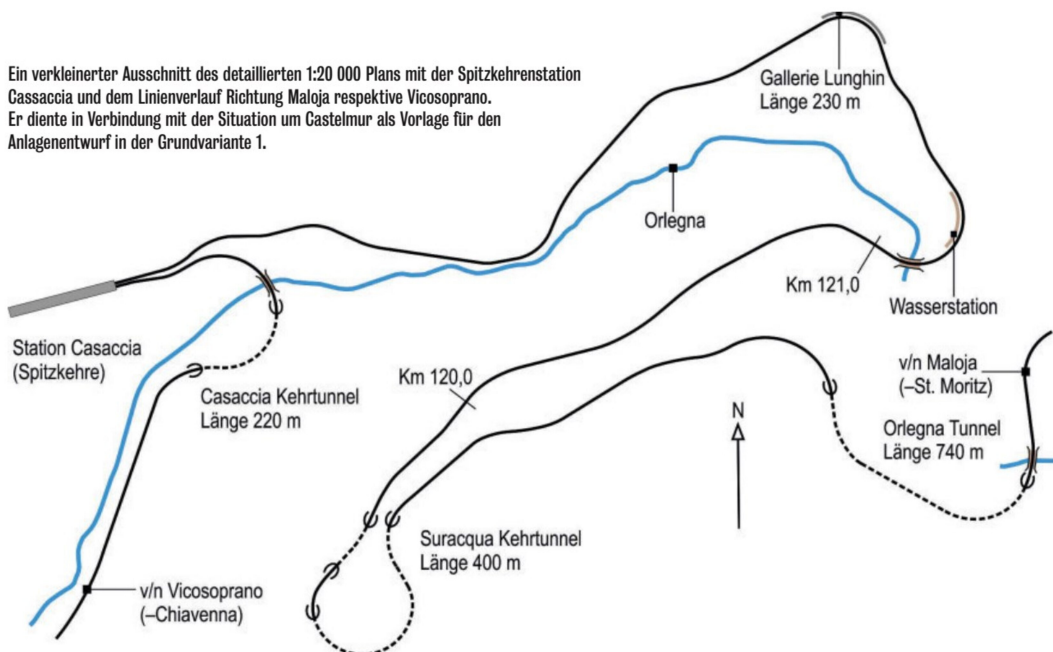 Ein verkleinerter Ausschnitt des detaillierten 1:20 000 Plans mit der Spitzkehrenstation
Cassaccia und dem Linienverlauf Richtung Maloja respektive Vicosoprano.
Er diente in Verbindung mit der Situation um Castelmur als Vorlage für den
Anlagenentwurf in der Grundvariante 1.
Gallerie Lunghin
Länge 230 m
Orlegna
Km 121,0
Wasserstation
Station Casaccia
(Spitzkehre)
Casaccia Kehrtunnel
Länge 220 m
Km 120,0
v/n Maloja
(–St. Moritz)
N
Orlegna Tunnel
Länge 740 m
Suracqua Kehrtunnel
Länge 400 m
v/n Vicosoprano
(–Chiavenna)